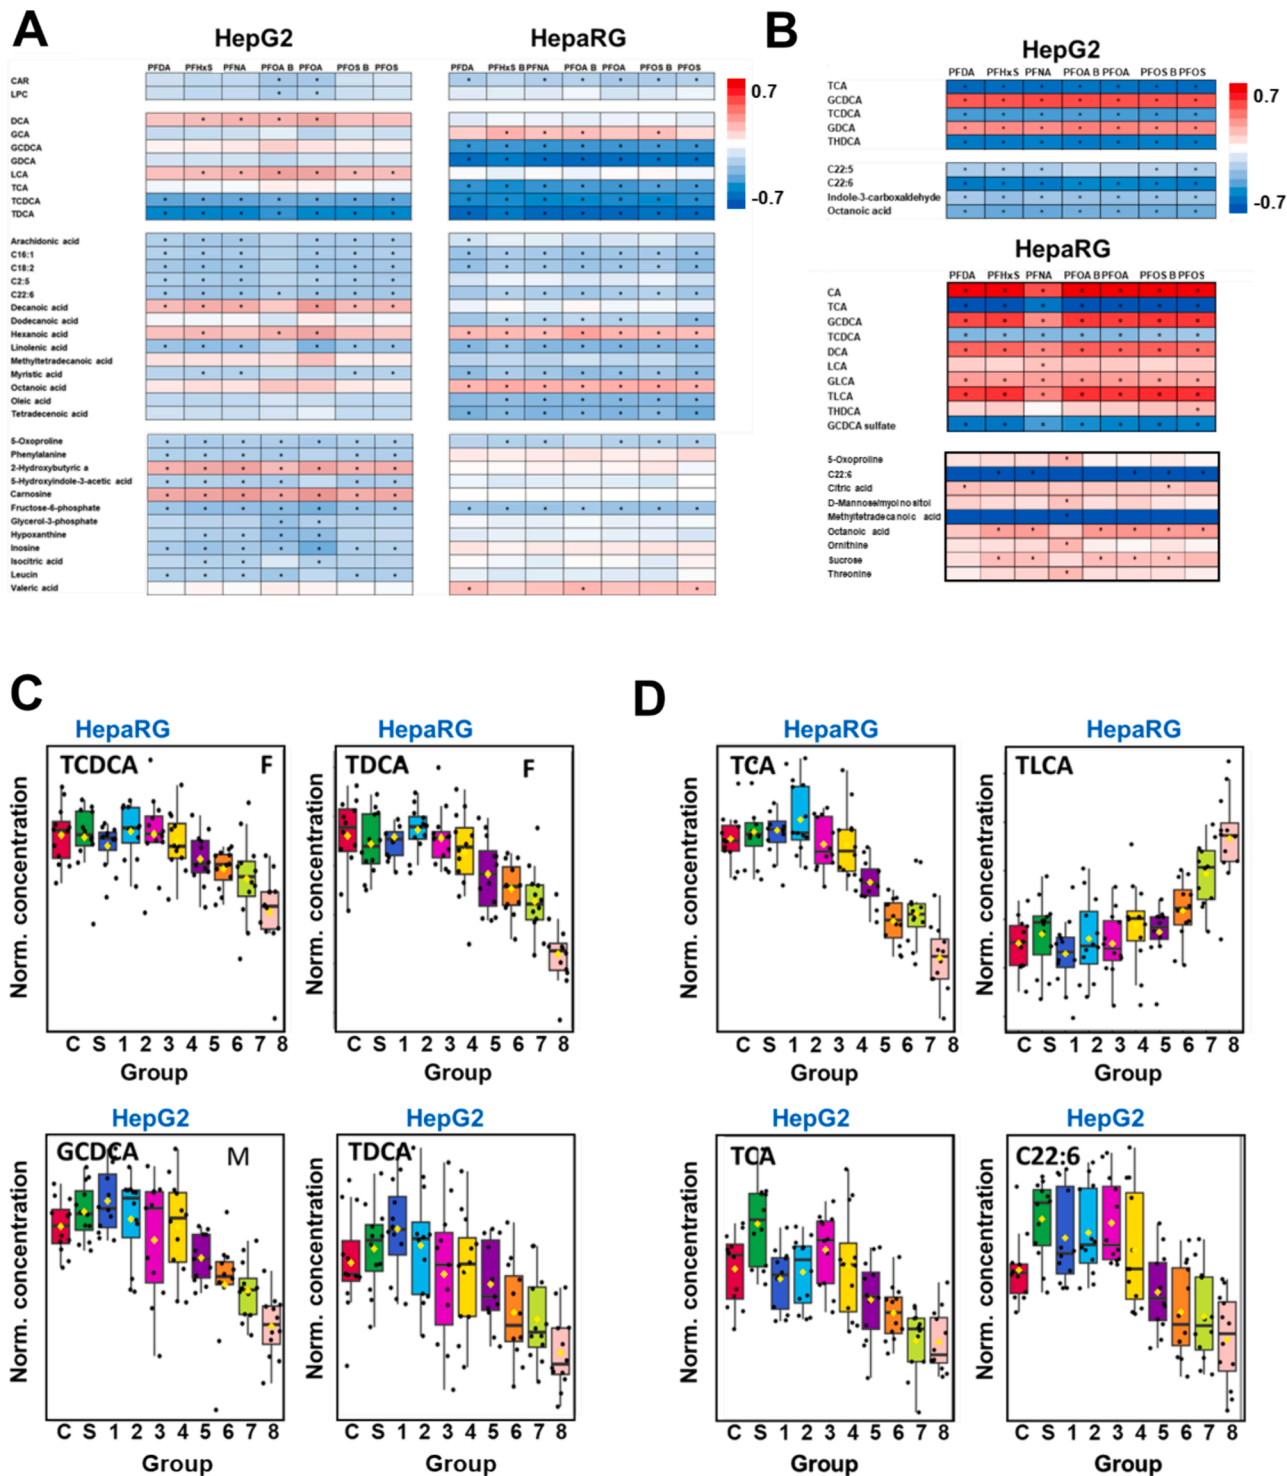 A
HepG2
HepaRG
PFDA PFHxS PFNA PFOA B PFOA PFOS B PFOS
PFDA PFHxS B PFNA PFOA B PFOA PFOS B PFOS
CAR
LPC
DCA
GCA
GCDCA
GDCA
LCA
TCA
TCDCA
TDCA
Arachidonic acid
C16:1
C18:2
C2:5
C22:6
Decanoic acid
Dodecanoic acid
Hexanoic acid
Linolenic acid
Methyltetradecanoic acid
Myristic acid
Octanoic acid
Oleic acid
Tetradecenoic acid
5-Oxoproline
Phenylalanine
2-Hydroxybutyric a
5-Hydroxyindole-3-acetic acid
Carnosine
Fructose-6-phosphate
Glycerol-3-phosphate
Hypoxanthine
Inosine
Isocitric acid
Leucin
Valeric acid
0.7
-0.7
B
HepG2
PFDA PFHxS PFNA PFOA B PFOA PFOS B PFOS
TCA
GCDCA
TCDCA
GDCA
THDCA
C22:5
C22:6
Indole-3-carboxaldehyde
Octanoic acid
0.7
-0.7
HepaRG
PFDA PFHxS PFNA PFOA B PFOA PFOS B PFOS
CA
TCA
GCDCA
TCDCA
DCA
LCA
GLCA
TLCA
THDCA
GCDCA sulfate
5-Oxoproline
C22:6
Citric acid
D-Mannose/myoinositol
Methyltetradecanoic acid
Octanoic acid
Ornithine
Sucrose
Threonine
C
HepaRG
TCDCA F
Norm. concentration
C S 1 2 3 4 5 6 7 8
Group
HepaRG
TDCA F
Norm. concentration
C S 1 2 3 4 5 6 7 8
Group
HepG2
GCDCA M
Norm. concentration
C S 1 2 3 4 5 6 7 8
Group
HepG2
TDCA
Norm. concentration
C S 1 2 3 4 5 6 7 8
Group
D
HepaRG
TCA
Norm. concentration
C S 1 2 3 4 5 6 7 8
Group
HepaRG
TLCA
Norm. concentration
C S 1 2 3 4 5 6 7 8
Group
HepG2
TCA
Norm. concentration
C S 1 2 3 4 5 6 7 8
Group
HepG2
C22:6
Norm. concentration
C S 1 2 3 4 5 6 7 8
Group